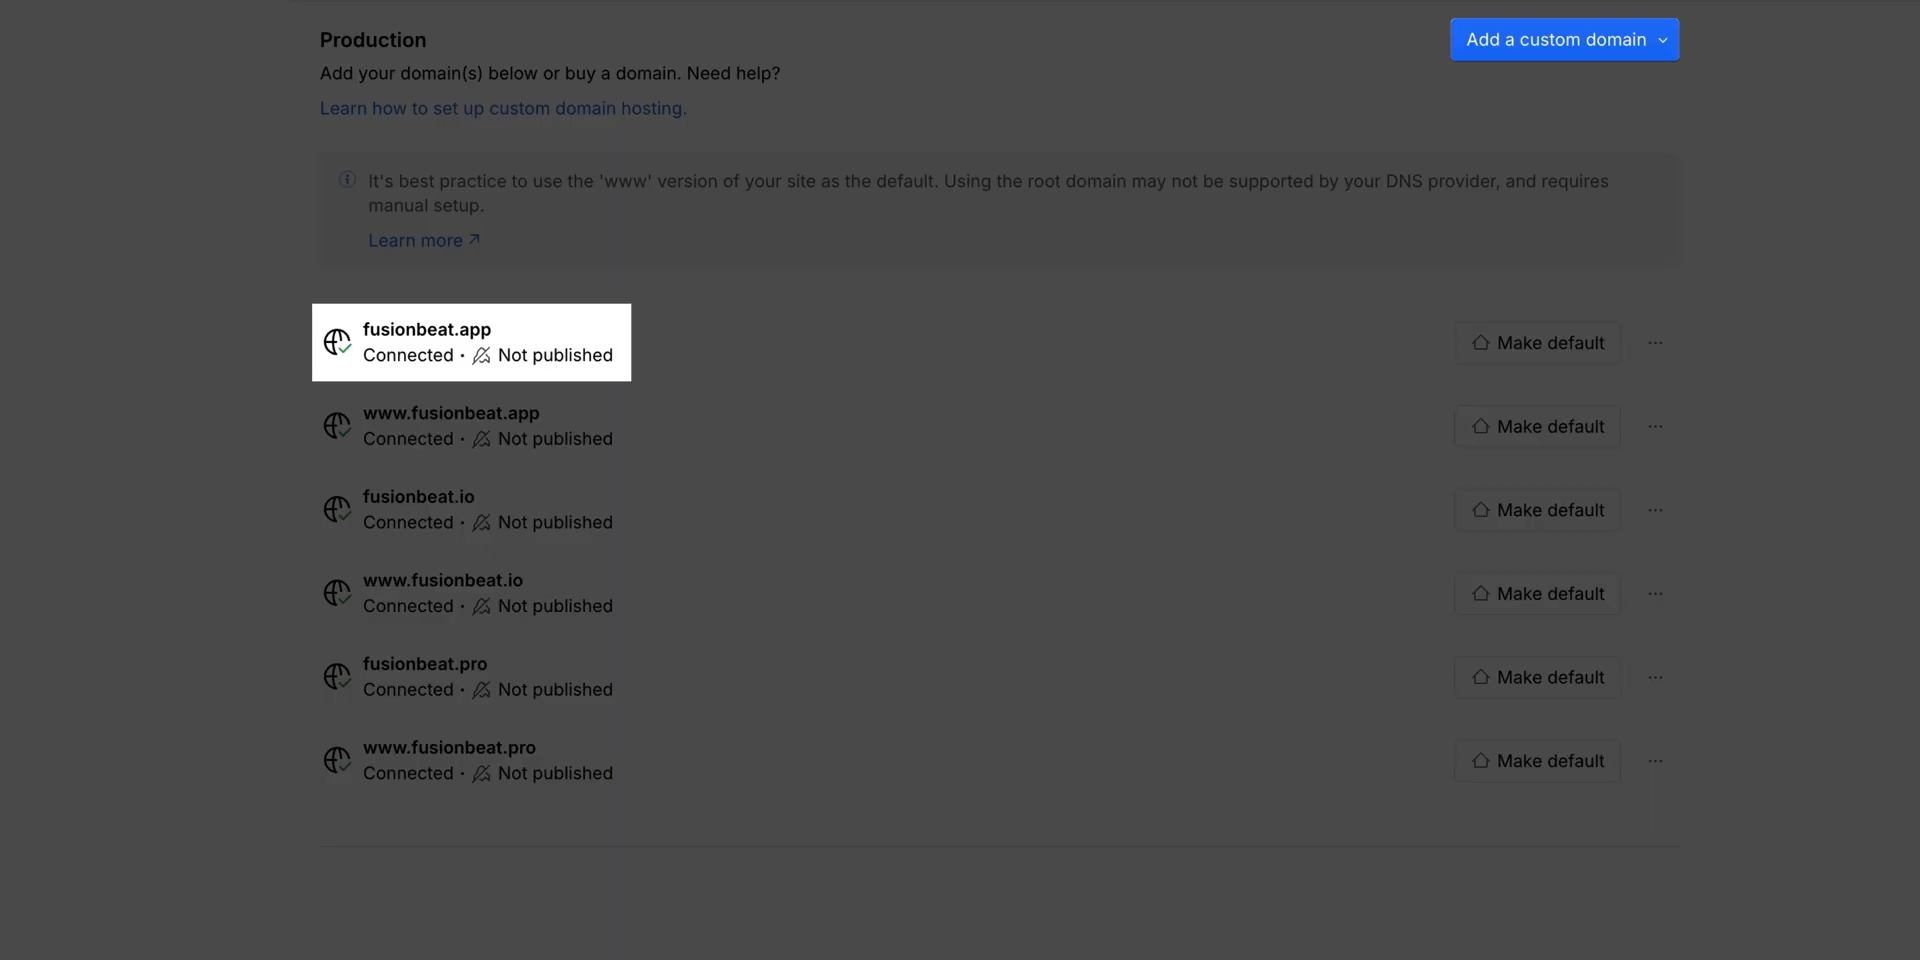 Production
Add a custom domain
Add your domain(s) below or buy a domain. Need help?
Learn how to set up custom domain hosting.
It's best practice to use the 'www' version of your site as the default. Using the root domain may not be supported by your DNS provider, and requires
manual setup.
Learn more ↗
fusionbeat.app
Connected · Not published
Make default
www.fusionbeat.app
Connected · Not published
Make default
fusionbeat.io
Connected · Not published
Make default
www.fusionbeat.io
Connected · Not published
Make default
fusionbeat.pro
Connected · Not published
Make default
www.fusionbeat.pro
Connected · Not published
Make default